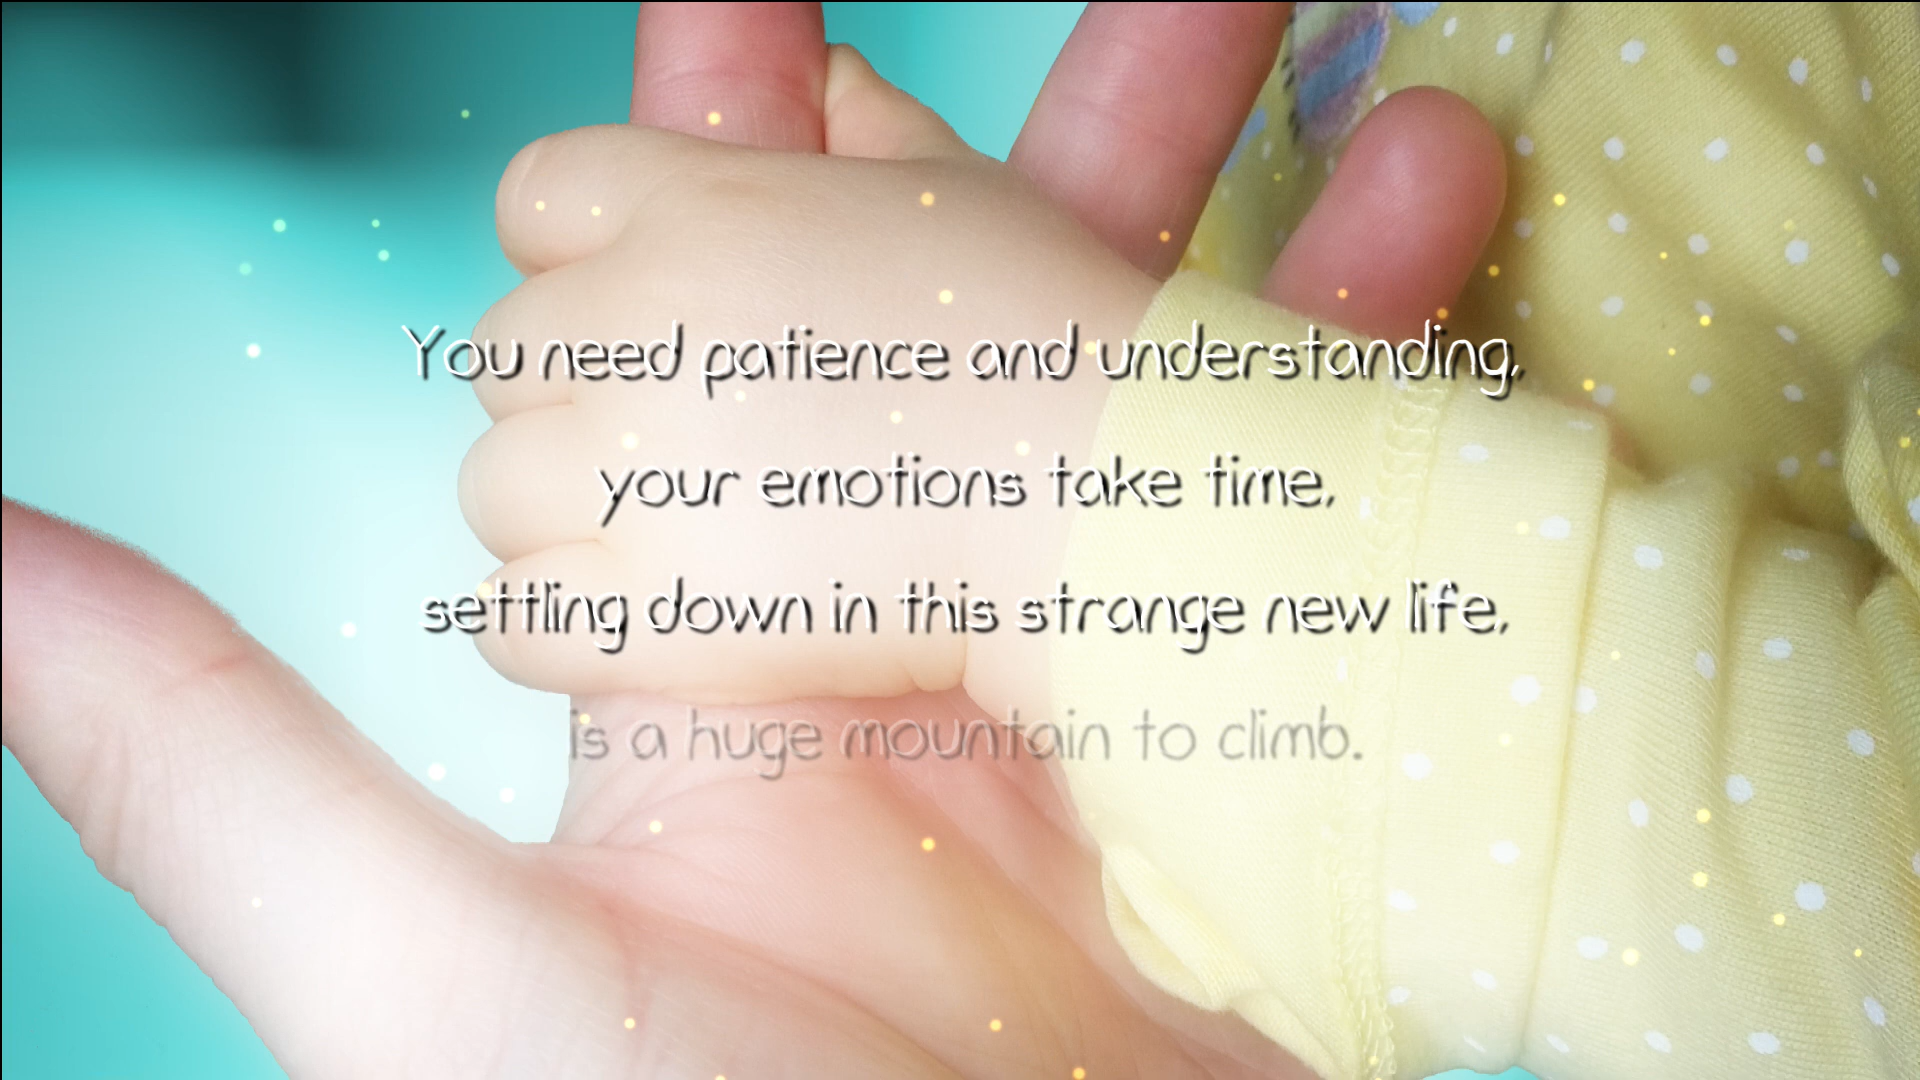 You need patience and understanding,
your emotions take time,
settling down in this strange new life,
is a huge mountain to climb.